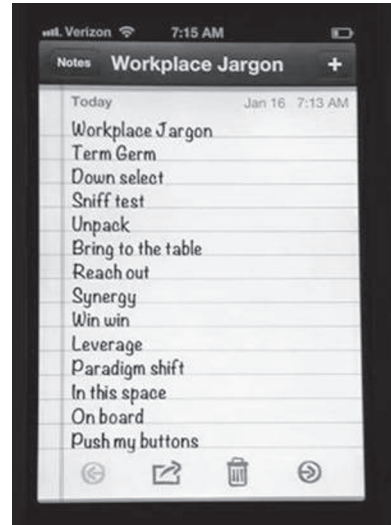 Verizon 7:15 AM
Notes Workplace Jargon +
Today Jan 16 7:13 AM
Workplace Jargon
Term Germ
Down select
Sniff test
Unpack
Bring to the table
Reach out
Synergy
Win win
Leverage
Paradigm shift
In this space
On board
Push my buttons